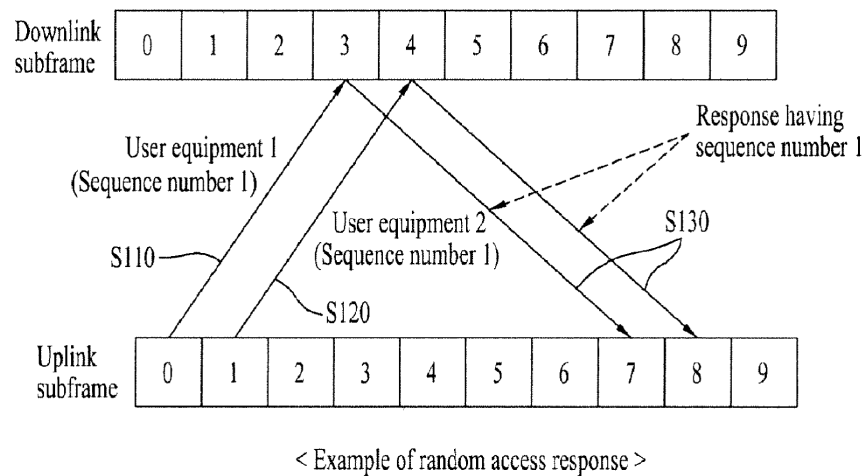 Downlink
subframe
0 1 2 3 4 5 6 7 8 9
User equipment 1
(Sequence number 1)
Response having
sequence number 1
User equipment 2
(Sequence number 1)
S110
S120
S130
Uplink
subframe
0 1 2 3 4 5 6 7 8 9
< Example of random access response >